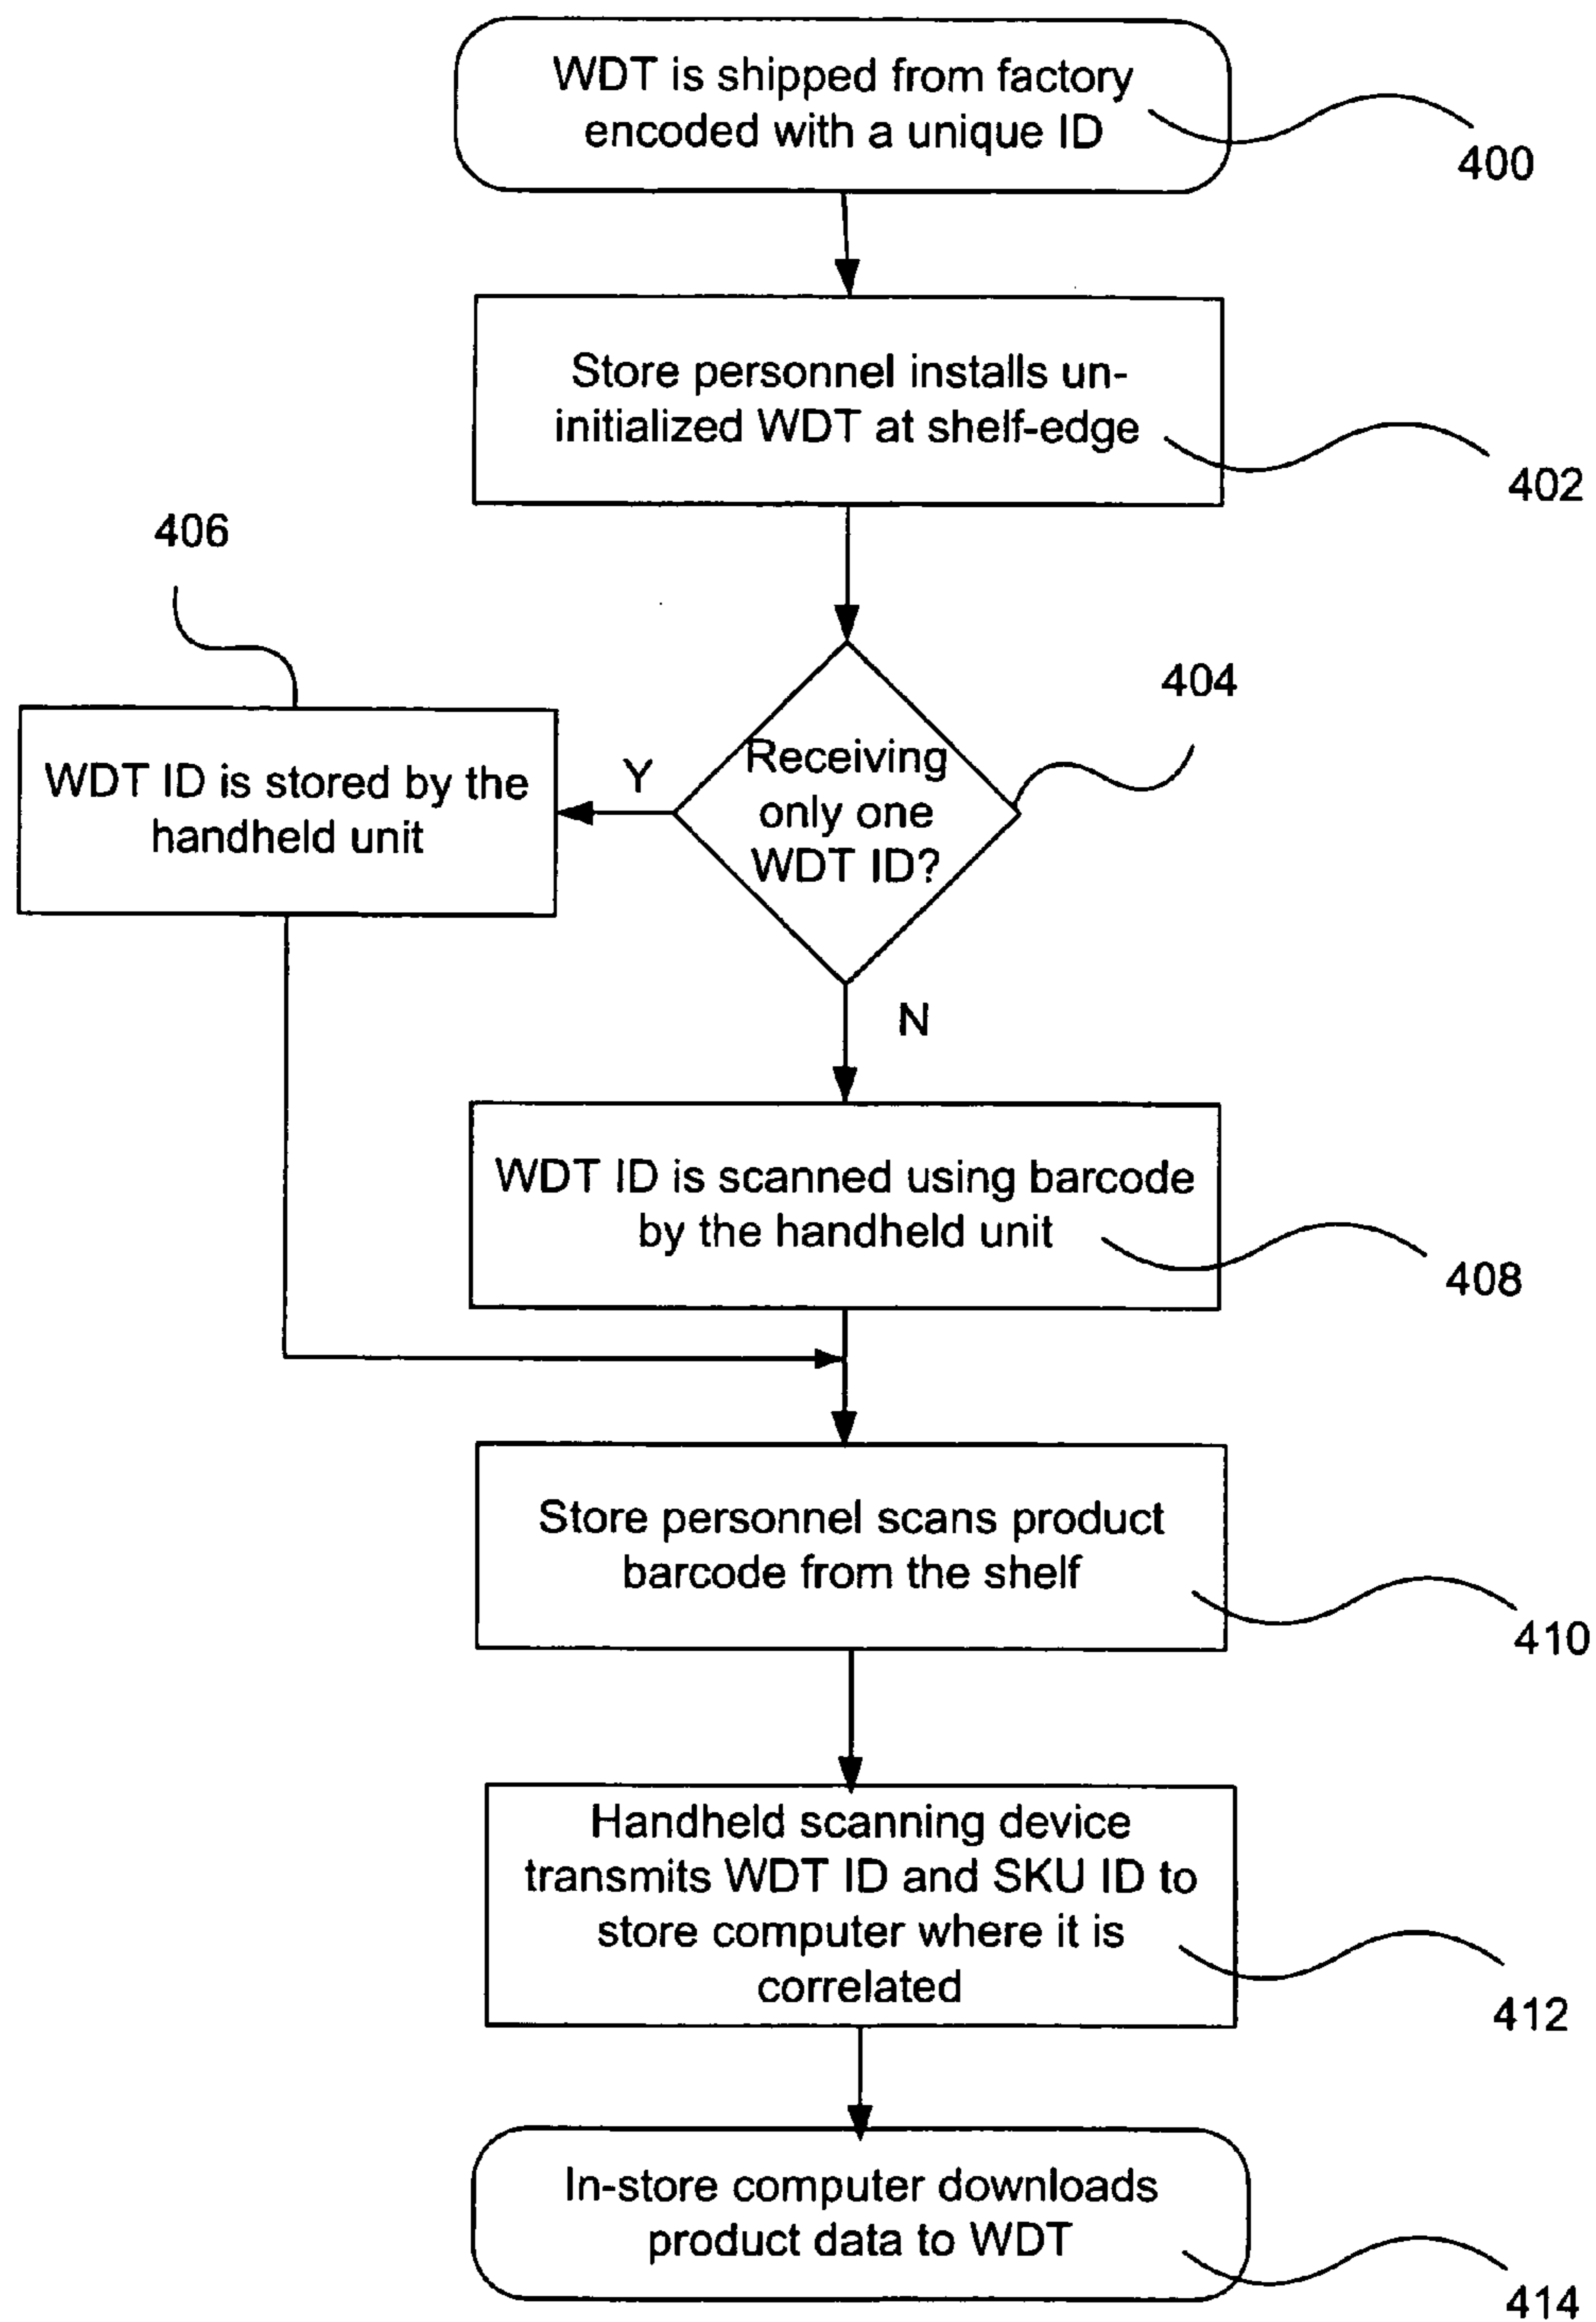 WDT is shipped from factory
encoded with a unique ID
400
Store personnel installs un-
initialized WDT at shelf-edge
402
406
404
WDT ID is stored by the
handheld unit
Y
Receiving
only one
WDT ID?
N
WDT ID is scanned using barcode
by the handheld unit
408
Store personnel scans product
barcode from the shelf
410
Handheld scanning device
transmits WDT ID and SKU ID to
store computer where it is
correlated
412
In-store computer downloads
product data to WDT
414